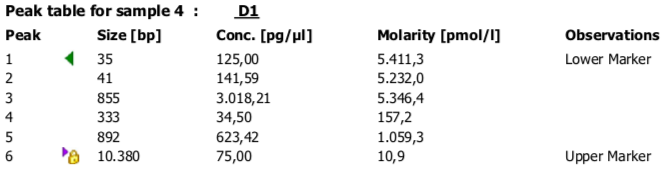 Peak table for sample 4 : D1
Peak Size [bp] Conc. [pg/µl] Molarity [pmol/l] Observations
1 35 125,00 5.411,3 Lower Marker
2 41 141,59 5.232,0
3 855 3.018,21 5.346,4
4 333 34,50 157,2
5 892 623,42 1.059,3
6 10.380 75,00 10,9 Upper Marker